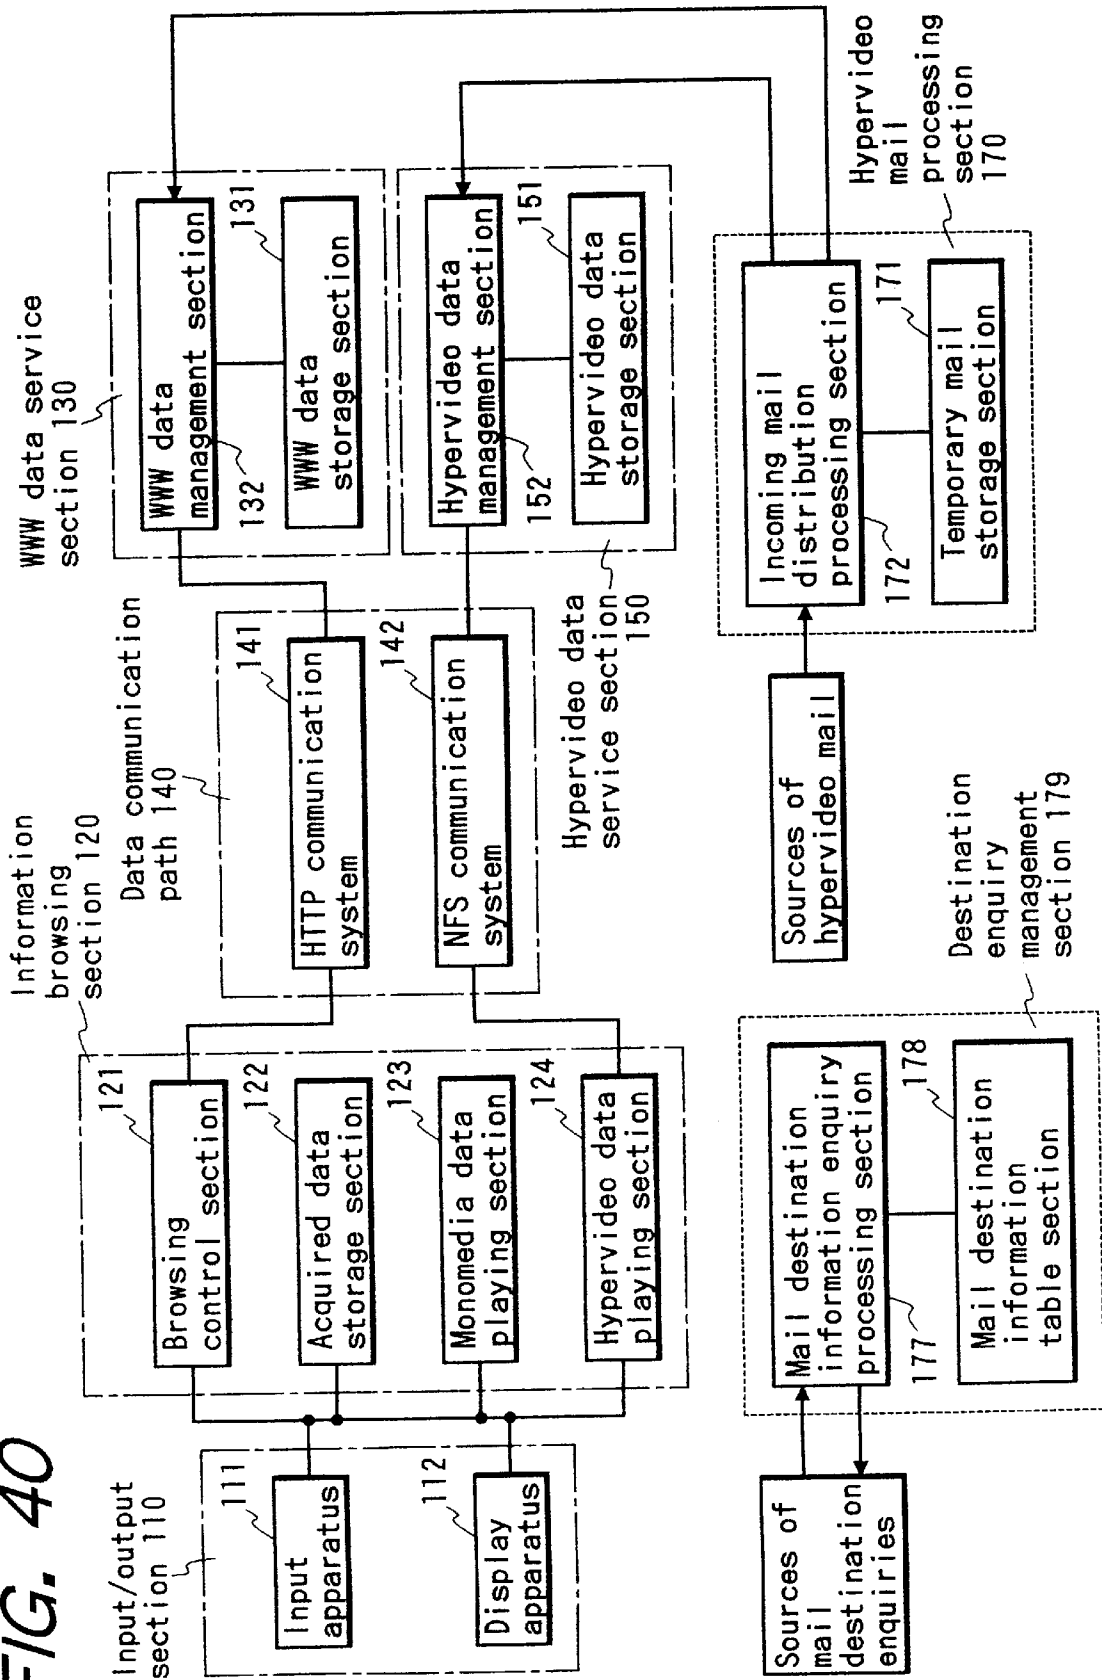 FIG. 40
Input/output
section 110
111
Input
apparatus
112
Display
apparatus
Information
browsing
section 120
121
Browsing
control section
122
Acquired data
storage section
123
Monomedia data
playing section
124
Hypervideo data
playing section
Data communication
path 140
141
HTTP communication
system
142
NFS communication
system
WWW data service
section 130
WWW data
management section
132
131
WWW data
storage section
Hypervideo data
management section
152
151
Hypervideo data
storage section
Hypervideo data
service section
150
Sources of
mail
destination
enquiries
Mail destination
information enquiry
processing section
177
178
Mail destination
information
table section
Destination
enquiry
management
section 179
Sources of
hypervideo mail
Incoming mail
distribution
processing section
172
171
Temporary mail
storage section
Hypervideo
mail
processing
section
170